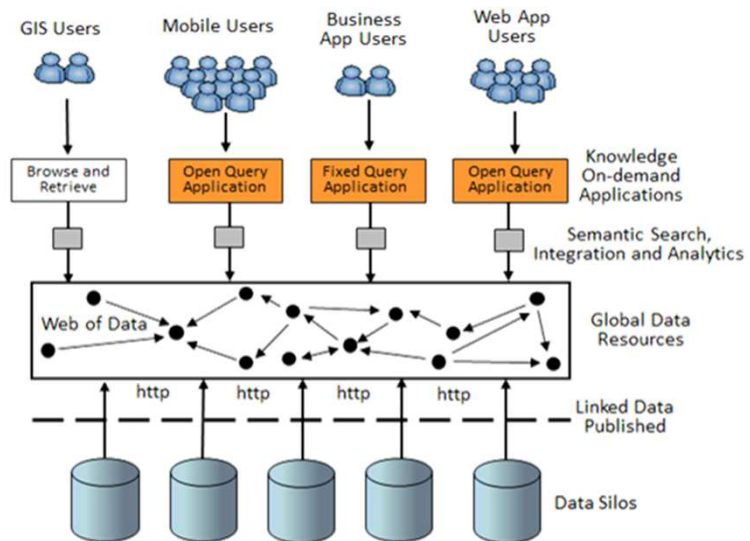 GIS Users
Mobile Users
Business
App Users
Web App
Users
Browse and
Retrieve
Open Query
Application
Fixed Query
Application
Open Query
Application
Knowledge
On-demand
Applications
Semantic Search,
Integration and Analytics
Web of Data
Global Data
Resources
http
http
http
http
Linked Data
Published
Data Silos